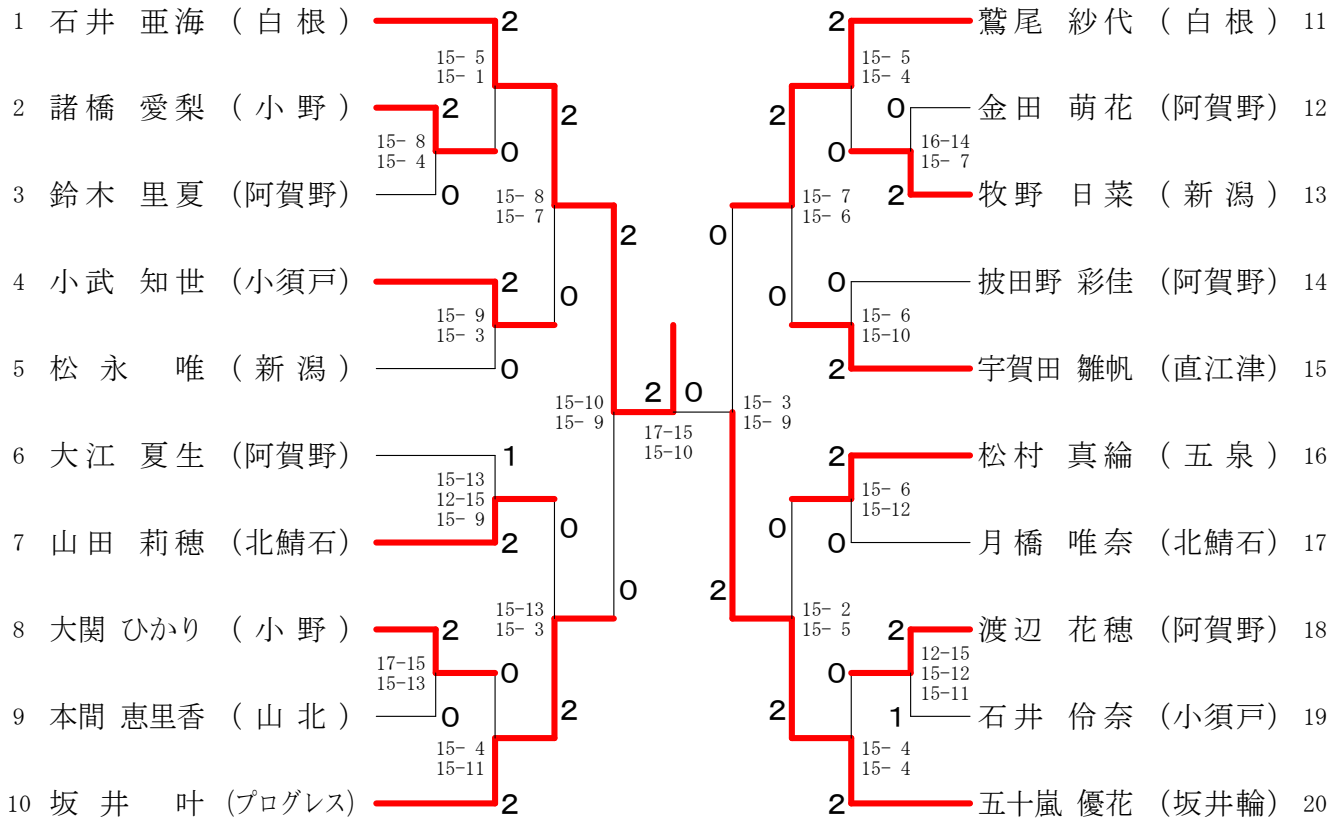 1 石井 亜海 (白根) 2
15- 5
15- 1
2 諸橋 愛梨 (小野) 2
2
0
15- 8
15- 4
3 鈴木 里夏 (阿賀野) 0
15- 8
15- 7
2
4 小武 知世 (小須戸) 2
0
15- 9
15- 3
5 松永 唯 (新潟) 0
15-10
15- 9
2 0
17-15
15-10
6 大江 夏生 (阿賀野) 1
15-13
12-15
15- 9
0
7 山田 莉穂 (北鯖石) 2
0
15-13
15- 3
8 大関 ひかり (小野) 2
0
17-15
15-13
9 本間 恵里香 (山北) 0
2
15- 4
15-11
10 坂井 叶 (プログレス) 2
2 鷲尾 紗代 (白根) 11
15- 5
15- 4
2
0 金田 萌花 (阿賀野) 12
0
16-14
15- 7
2 牧野 日菜 (新潟) 13
15- 7
15- 6
0
0 披田野 彩佳 (阿賀野) 14
0
15- 6
15-10
2 宇賀田 雛帆 (直江津) 15
15- 3
15- 9
2 松村 真綸 (五泉) 16
15- 6
15-12
0
0 月橋 唯奈 (北鯖石) 17
2
15- 2
15- 5
2 渡辺 花穂 (阿賀野) 18
0
12-15
15-12
15-11
1 石井 伶奈 (小須戸) 19
2
15- 4
15- 4
2 五十嵐 優花 (坂井輪) 20